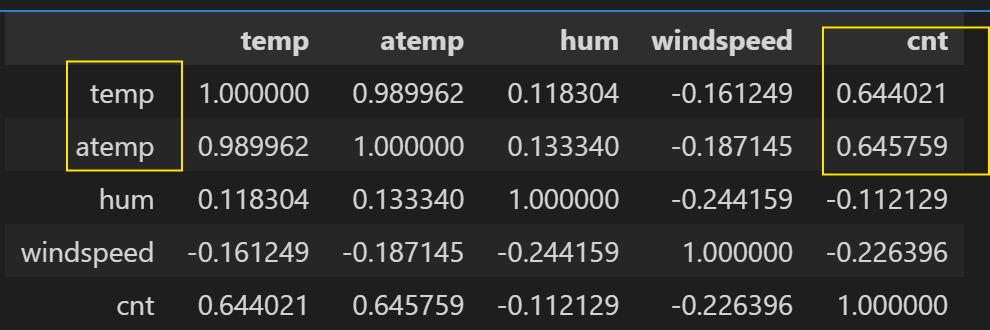 temp atemp hum windspeed cnt
temp 1.000000 0.989962 0.118304 -0.161249 0.644021
atemp 0.989962 1.000000 0.133340 -0.187145 0.645759
hum 0.118304 0.133340 1.000000 -0.244159 -0.112129
windspeed -0.161249 -0.187145 -0.244159 1.000000 -0.226396
cnt 0.644021 0.645759 -0.112129 -0.226396 1.000000